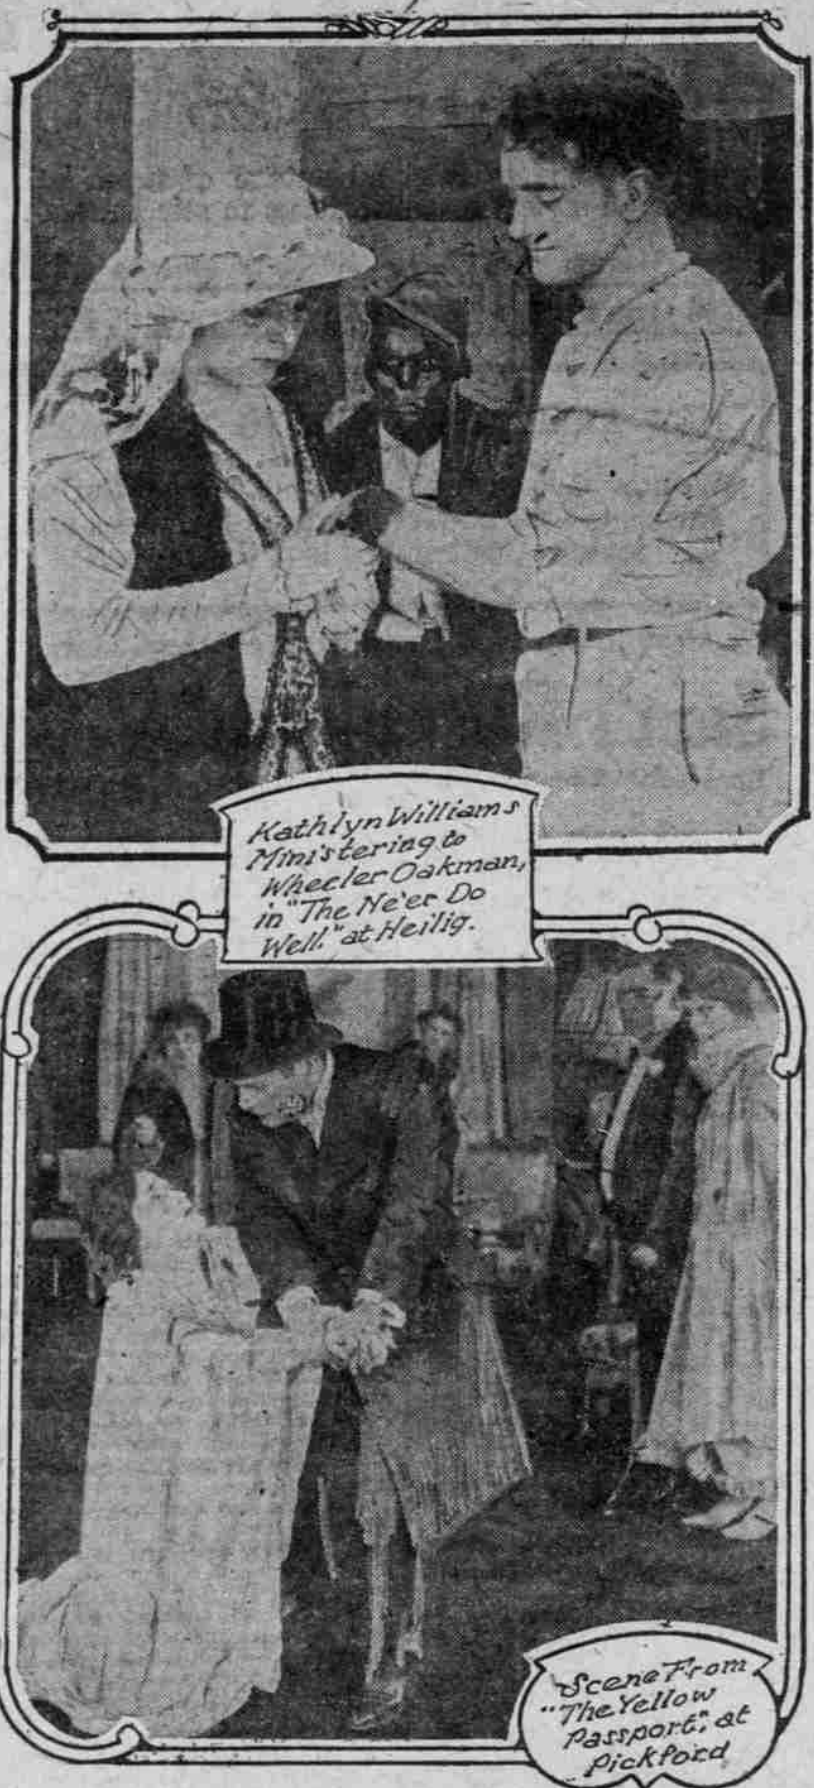 Kathlyn Williams
Ministering to
Wheeler Oakman,
in "The Ne'er Do
Well." at Heilig.
Scene From
"The Yellow
Passport", at
Pickford